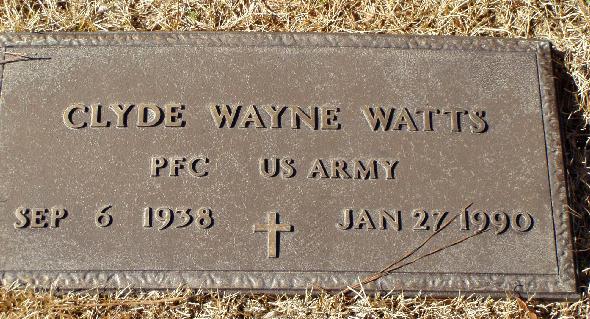 CLYDE WAYNE WATTS
PFC US ARMY
SEP 6 1938 JAN 27 1990